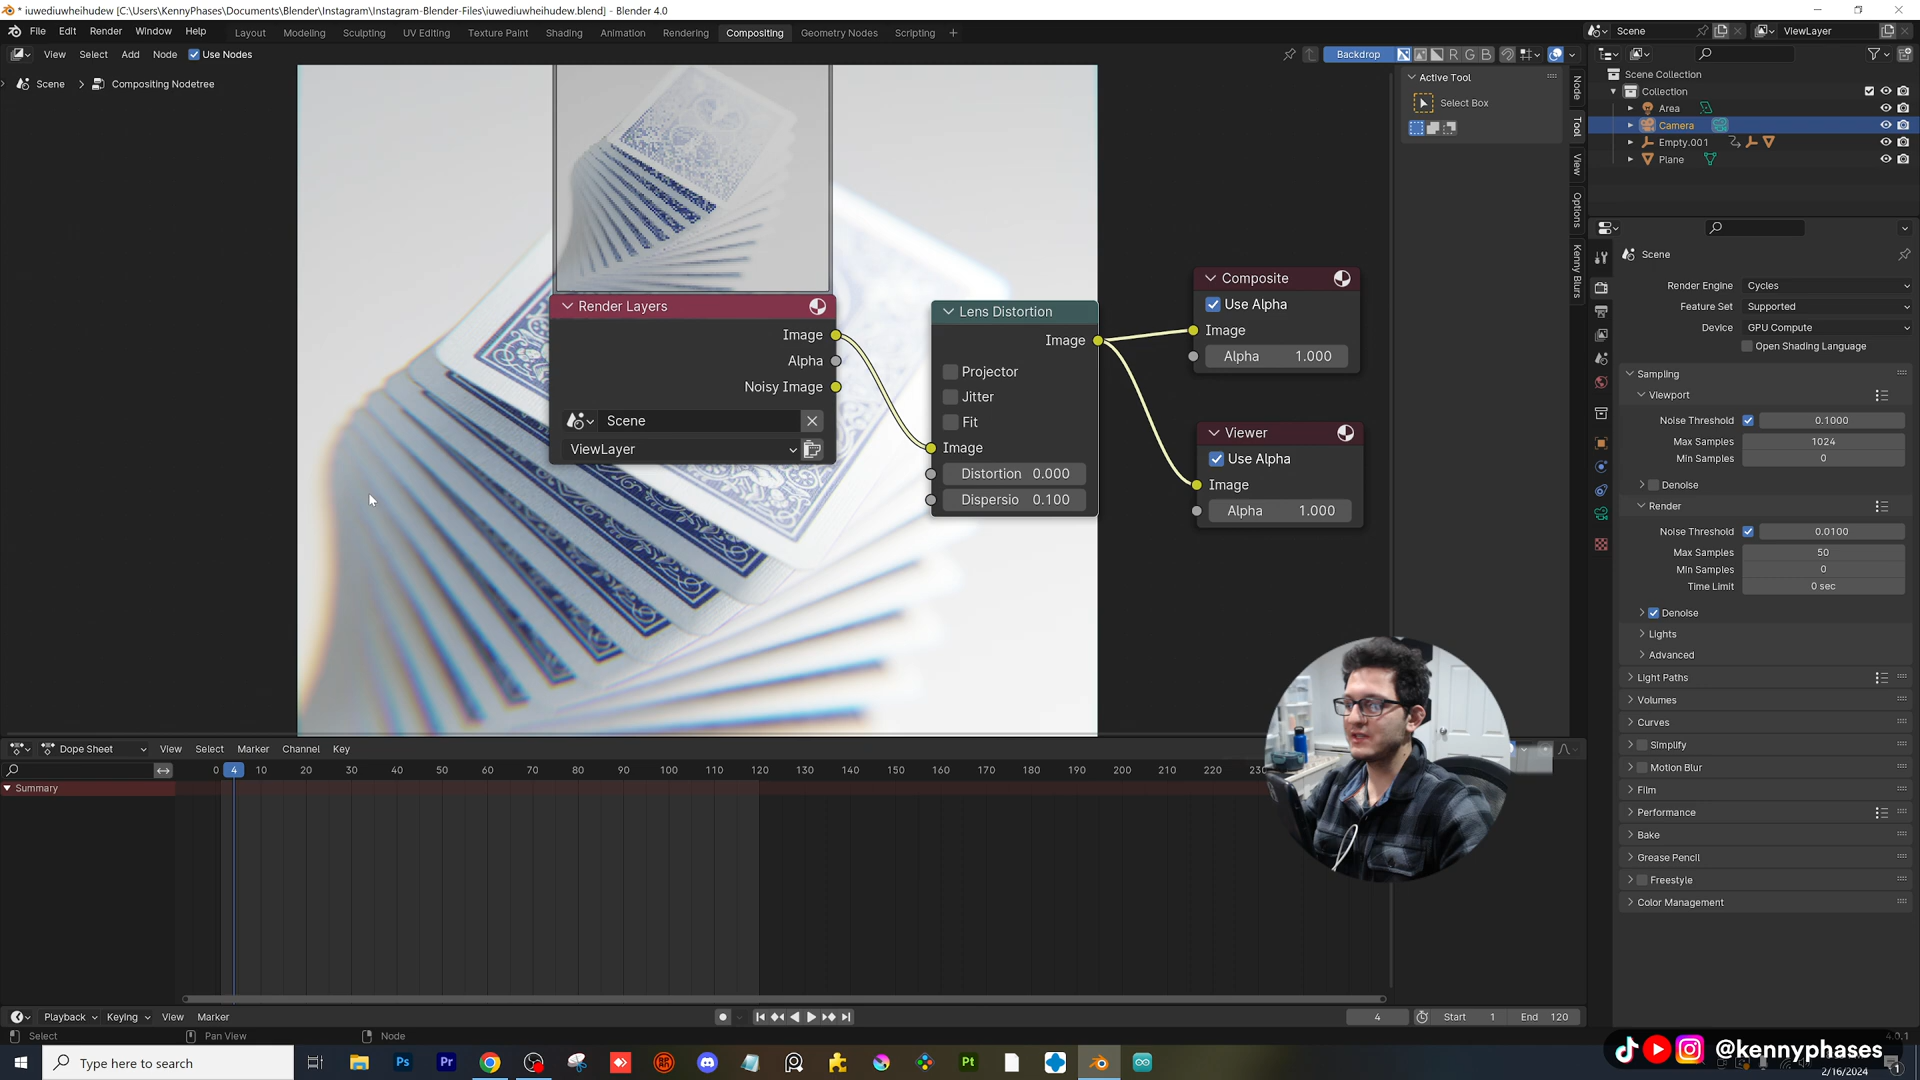 * iuwediuwheihudew [C:\Users\KennyPhases\Documents\Blender\Instagram\Instagram-Blender-Files\iuwediuwheihudew.blend] - Blender 4.0
File Edit Render Window Help
Layout Modeling Sculpting UV Editing Texture Paint Shading Animation Rendering Compositing Geometry Nodes Scripting +
Scene
ViewLayer
View Select Add Node Use Nodes
Backdrop
R G B
Scene > Compositing Nodetree
Active Tool
Select Box
Node
Tool
View
Options
Kenny Blurs
Scene Collection
Collection
Area
Camera
Empty.001
Plane
Render Layers
Image
Alpha
Noisy Image
Scene
ViewLayer
Lens Distortion
Image
Projector
Jitter
Fit
Image
Distortion 0.000
Dispersio 0.100
Composite
Use Alpha
Image
Alpha 1.000
Viewer
Use Alpha
Image
Alpha 1.000
Scene
Render Engine Cycles
Feature Set Supported
Device GPU Compute
Open Shading Language
Sampling
Viewport
Noise Threshold 0.1000
Max Samples 1024
Min Samples 0
Denoise
Render
Noise Threshold 0.0100
Max Samples 50
Min Samples 0
Time Limit 0 sec
Denoise
Lights
Advanced
Light Paths
Volumes
Curves
Simplify
Motion Blur
Film
Performance
Bake
Grease Pencil
Freestyle
Color Management
Dope Sheet View Select Marker Channel Key
0 4 10 20 30 40 50 60 70 80 90 100 110 120 130 140 150 160 170 180 190 200 210 220
Summary
Playback Keying View Marker
4 Start 1 End 120
Select Pan View Node
4.0.1
Type here to search
@kennyphases
2/16/2024